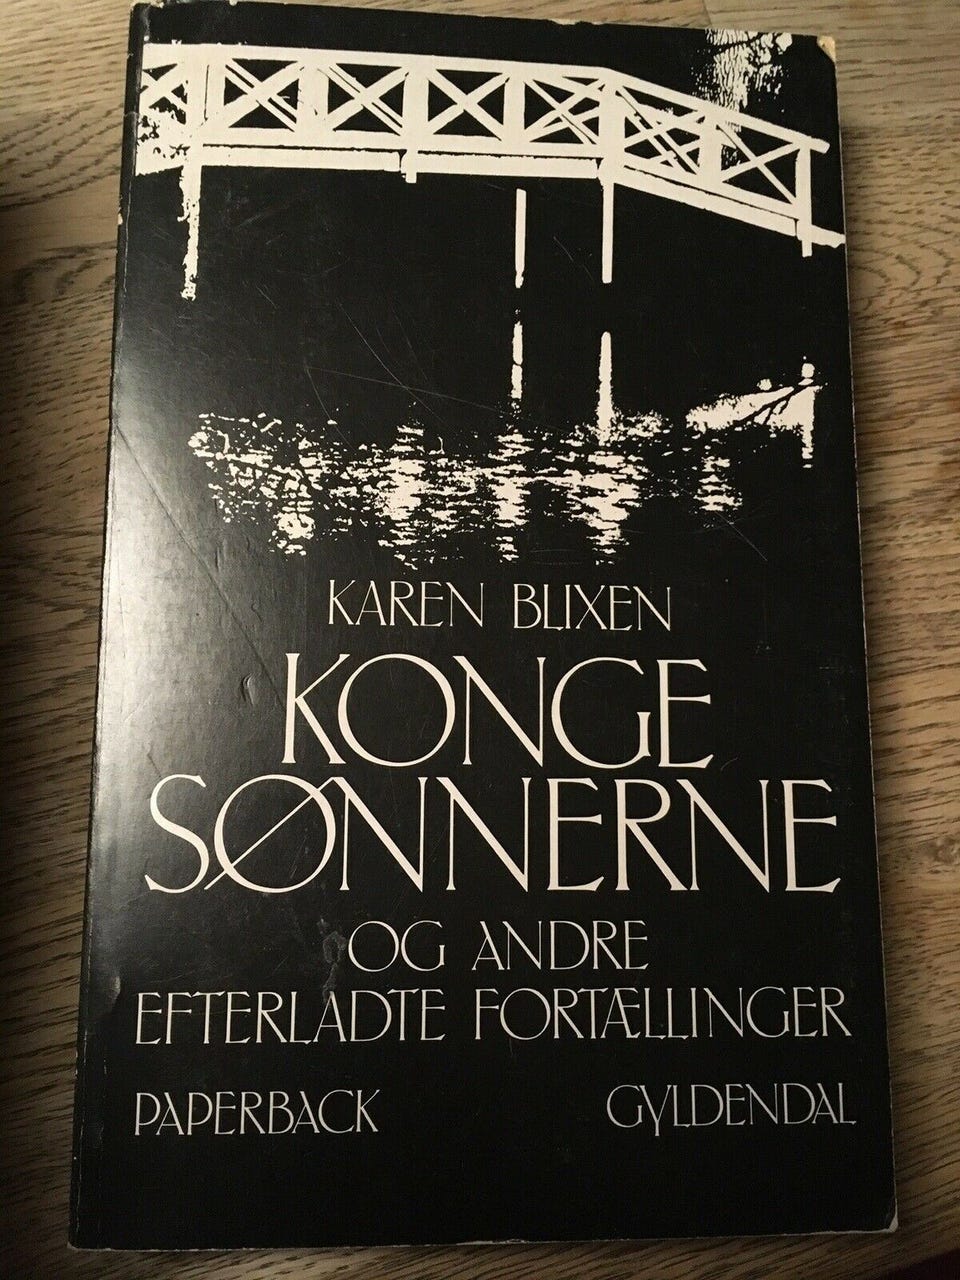 KAREN BLIXEN
KONGE
SØNNERNE
OG ANDRE
EFTERLADTE FORTÆLLINGER
PAPERBACK GYLDENDAL